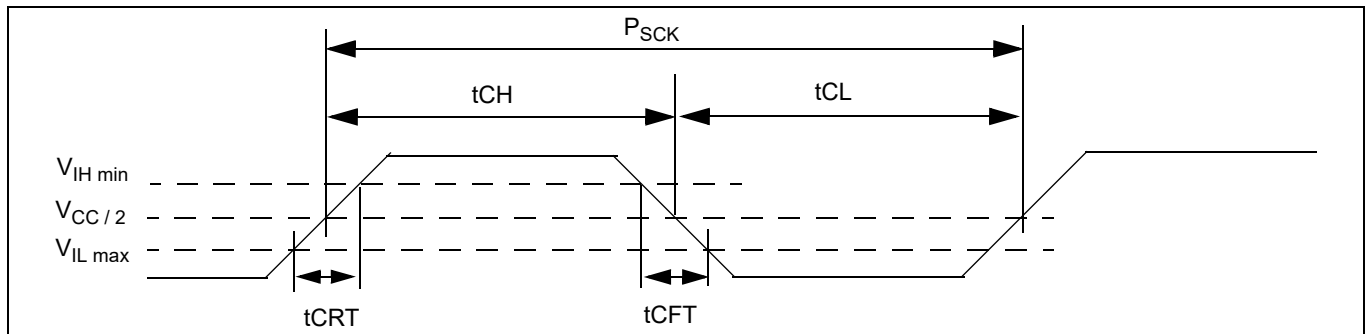 PSCK
tCH
tCL
VIH min
VCC / 2
VIL max
tCRT
tCFT